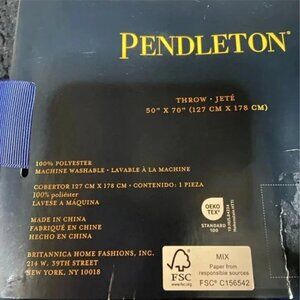 PENDLETON®
THROW · JETÉ
50" X 70" (127 CM X 178 CM)
100% POLYESTER
MACHINE WASHABLE · LAVABLE À LA MACHINE
COBERTOR 127 CM X 178 CM · CONTENIDO: 1 PIEZA
100% poliéster
LAVESE A MÁQUINA
MADE IN CHINA
FABRIQUÉ EN CHINE
HECHO EN CHINA
BRITANNICA HOME FASHIONS, INC.
214 W. 39TH STREET
NEW YORK, NY 10018
OEKO
TEX®
STANDARD
100
FSC
www.fsc.org
MIX
Paper from
responsible sources
FSC® C156542